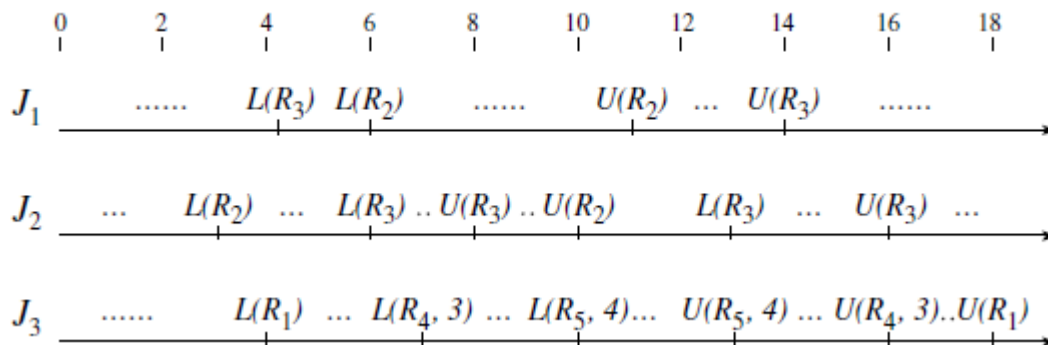 0 2 4 6 8 10 12 14 16 18
J₁ ...... L(R₃) L(R₂) ...... U(R₂) ... U(R₃) ......
J₂ ... L(R₂) ... L(R₃) .. U(R₃) .. U(R₂) L(R₃) ... U(R₃) ...
J₃ ...... L(R₁) ... L(R₄, 3) ... L(R₅, 4) ... U(R₅, 4) ... U(R₄, 3) .. U(R₁)